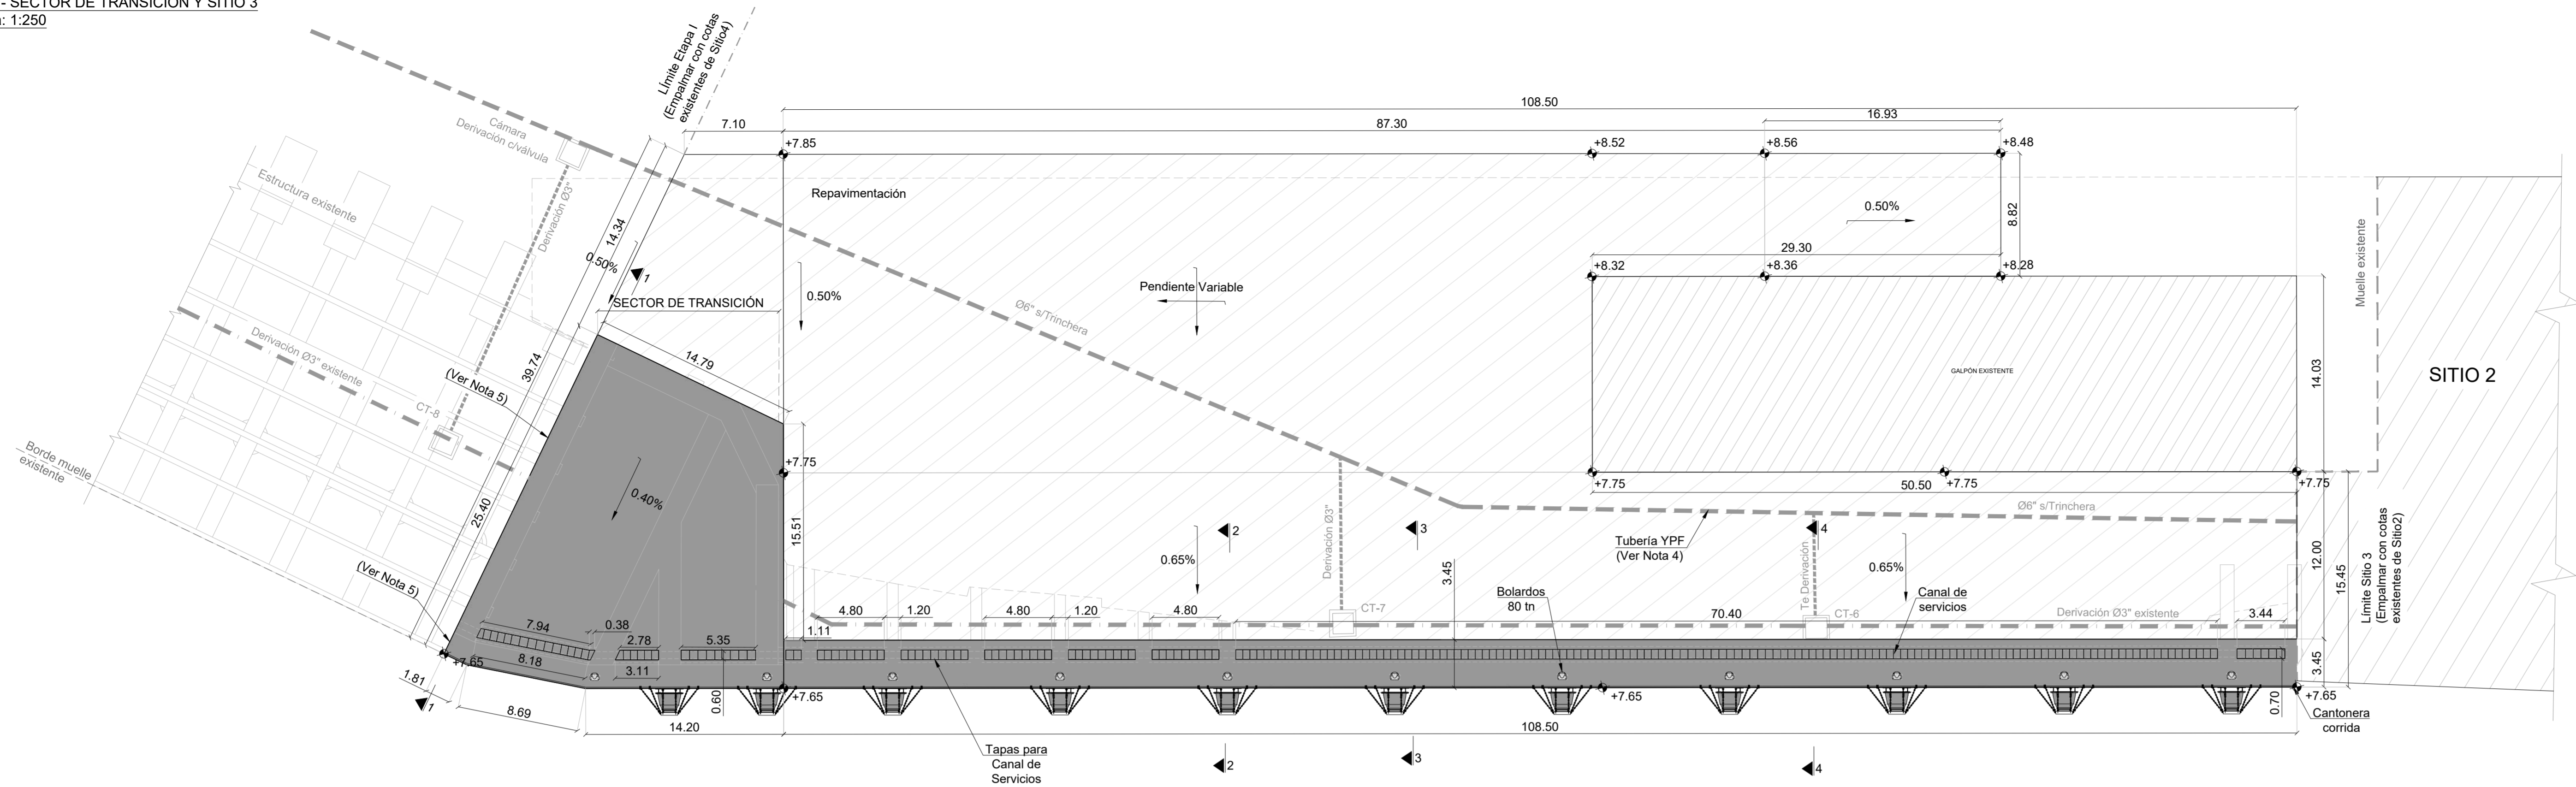 - SECTOR DE TRANSICIÓN Y SITIO 3
: 1:250
Límite Etapa I
(Empalmar con cotas
existentes de Sitio4)
108.50
7.10
87.30
16.93
+7.85
+8.52
+8.56
+8.48
Cámara
Derivación c/válvula
Estructura existente
Derivación Ø3"
Repavimentación
0.50%
8.82
14.34
0.50%
1
29.30
+8.32
+8.36
+8.28
SECTOR DE TRANSICIÓN
0.50%
Pendiente Variable
Ø6" s/Trinchera
Muelle existente
Derivación Ø3" existente
39.74
14.79
GALPÓN EXISTENTE
14.03
SITIO 2
(Ver Nota 5)
CT-8
Borde muelle
existente
+7.75
+7.75
+7.75
+7.75
50.50
0.40%
25.40
15.51
2
3
4
Ø6" s/Trinchera
Tubería YPF
(Ver Nota 4)
Derivación Ø3"
Te Derivación
0.65%
0.65%
3.45
12.00
15.45
Límite Sitio 3
(Empalmar con cotas
existentes de Sitio2)
(Ver Nota 5)
Bolardos
80 tn
Canal de
servicios
CT-7
CT-6
Derivación Ø3" existente
4.80
1.20
4.80
1.20
4.80
70.40
3.44
7.94
0.38
2.78
5.35
1.11
+7.65
8.18
3.11
0.60
3.45
0.70
1.81
1
+7.65
+7.65
+7.65
8.69
14.20
108.50
Cantonera
corrida
Tapas para
Canal de
Servicios
2
3
4